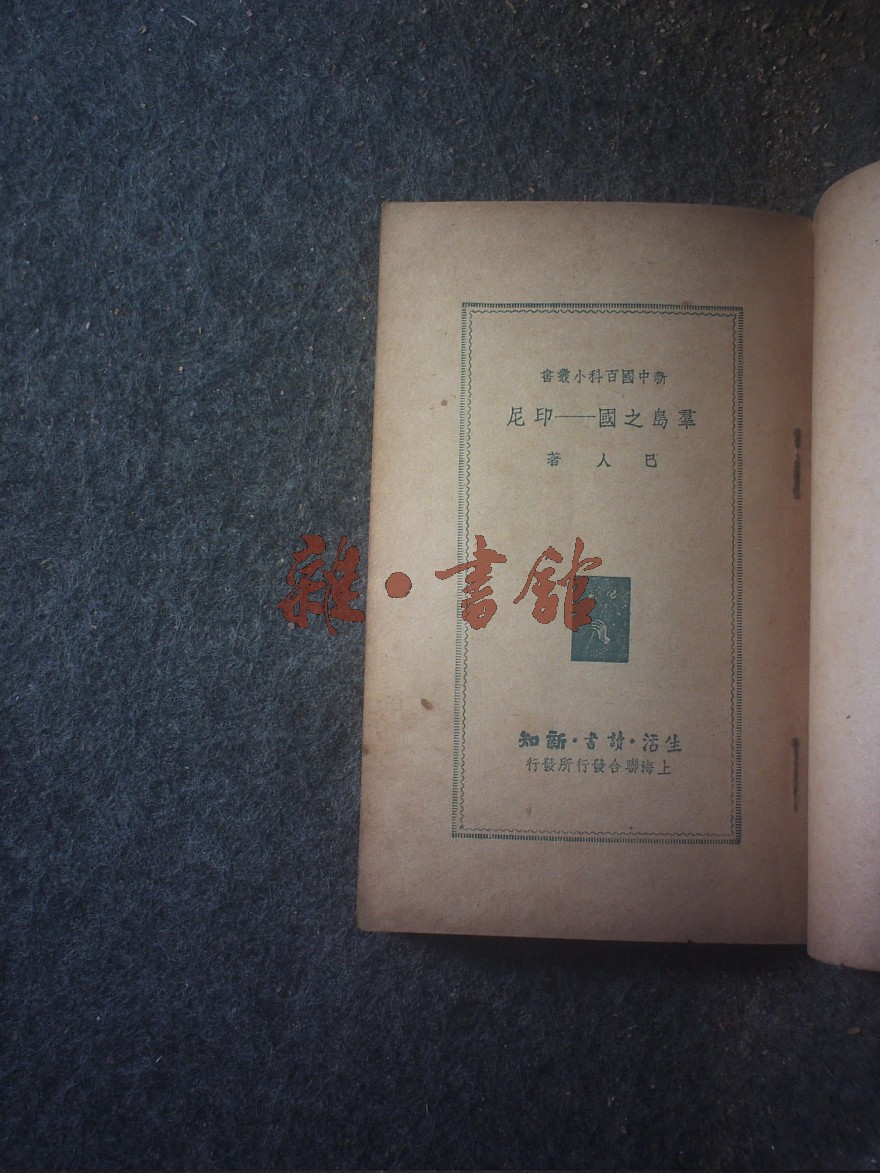 新中國百科小叢書
羣島之國——印尼
巴人著
雜·書館
生活·讀書·新知
上海聯合發行所發行